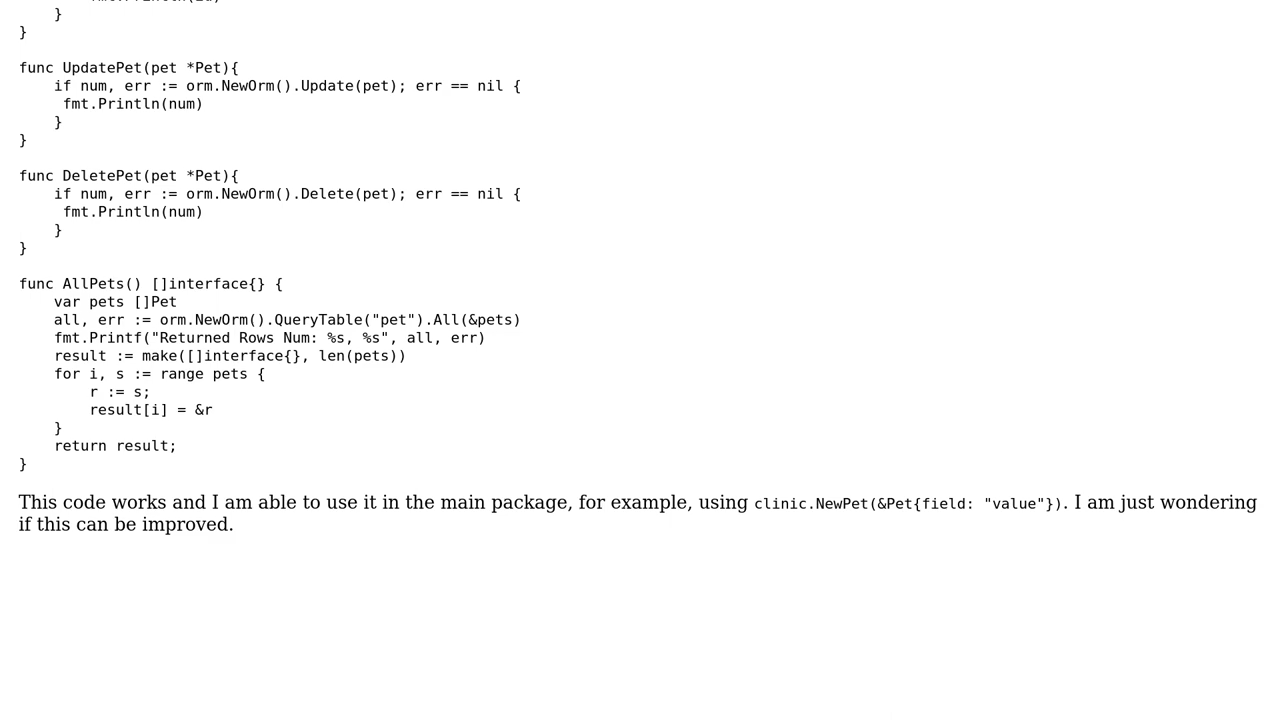 }
}

func UpdatePet(pet *Pet){
    if num, err := orm.NewOrm().Update(pet); err == nil {
     fmt.Println(num)
    }
}

func DeletePet(pet *Pet){
    if num, err := orm.NewOrm().Delete(pet); err == nil {
     fmt.Println(num)
    }
}

func AllPets() []interface{} {
    var pets []Pet
    all, err := orm.NewOrm().QueryTable("pet").All(&pets)
    fmt.Printf("Returned Rows Num: %s, %s", all, err)
    result := make([]interface{}, len(pets))
    for i, s := range pets {
        r := s;
        result[i] = &r
    }
    return result;
}

This code works and I am able to use it in the main package, for example, using clinic.NewPet(&Pet{field: "value"}). I am just wondering
if this can be improved.